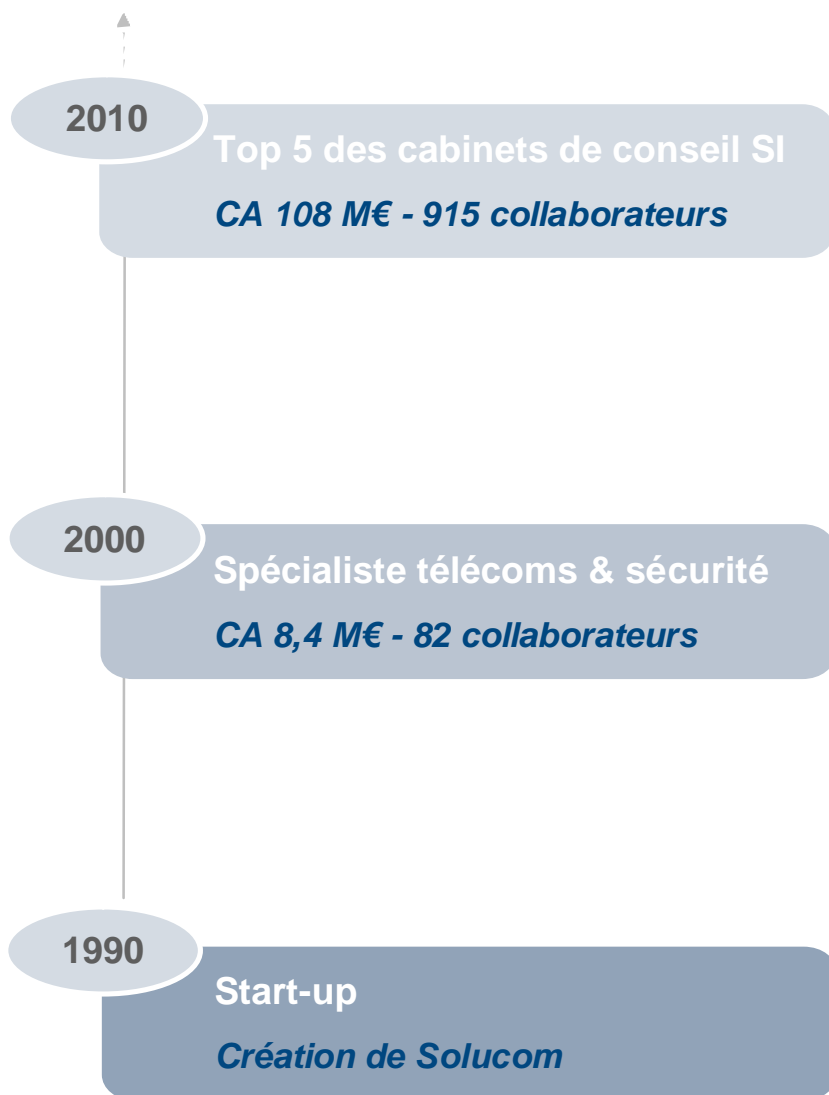 2010
Top 5 des cabinets de conseil SI
CA 108 M€ - 915 collaborateurs
2000
Spécialiste télécoms & sécurité
CA 8,4 M€ - 82 collaborateurs
1990
Start-up
Création de Solucom